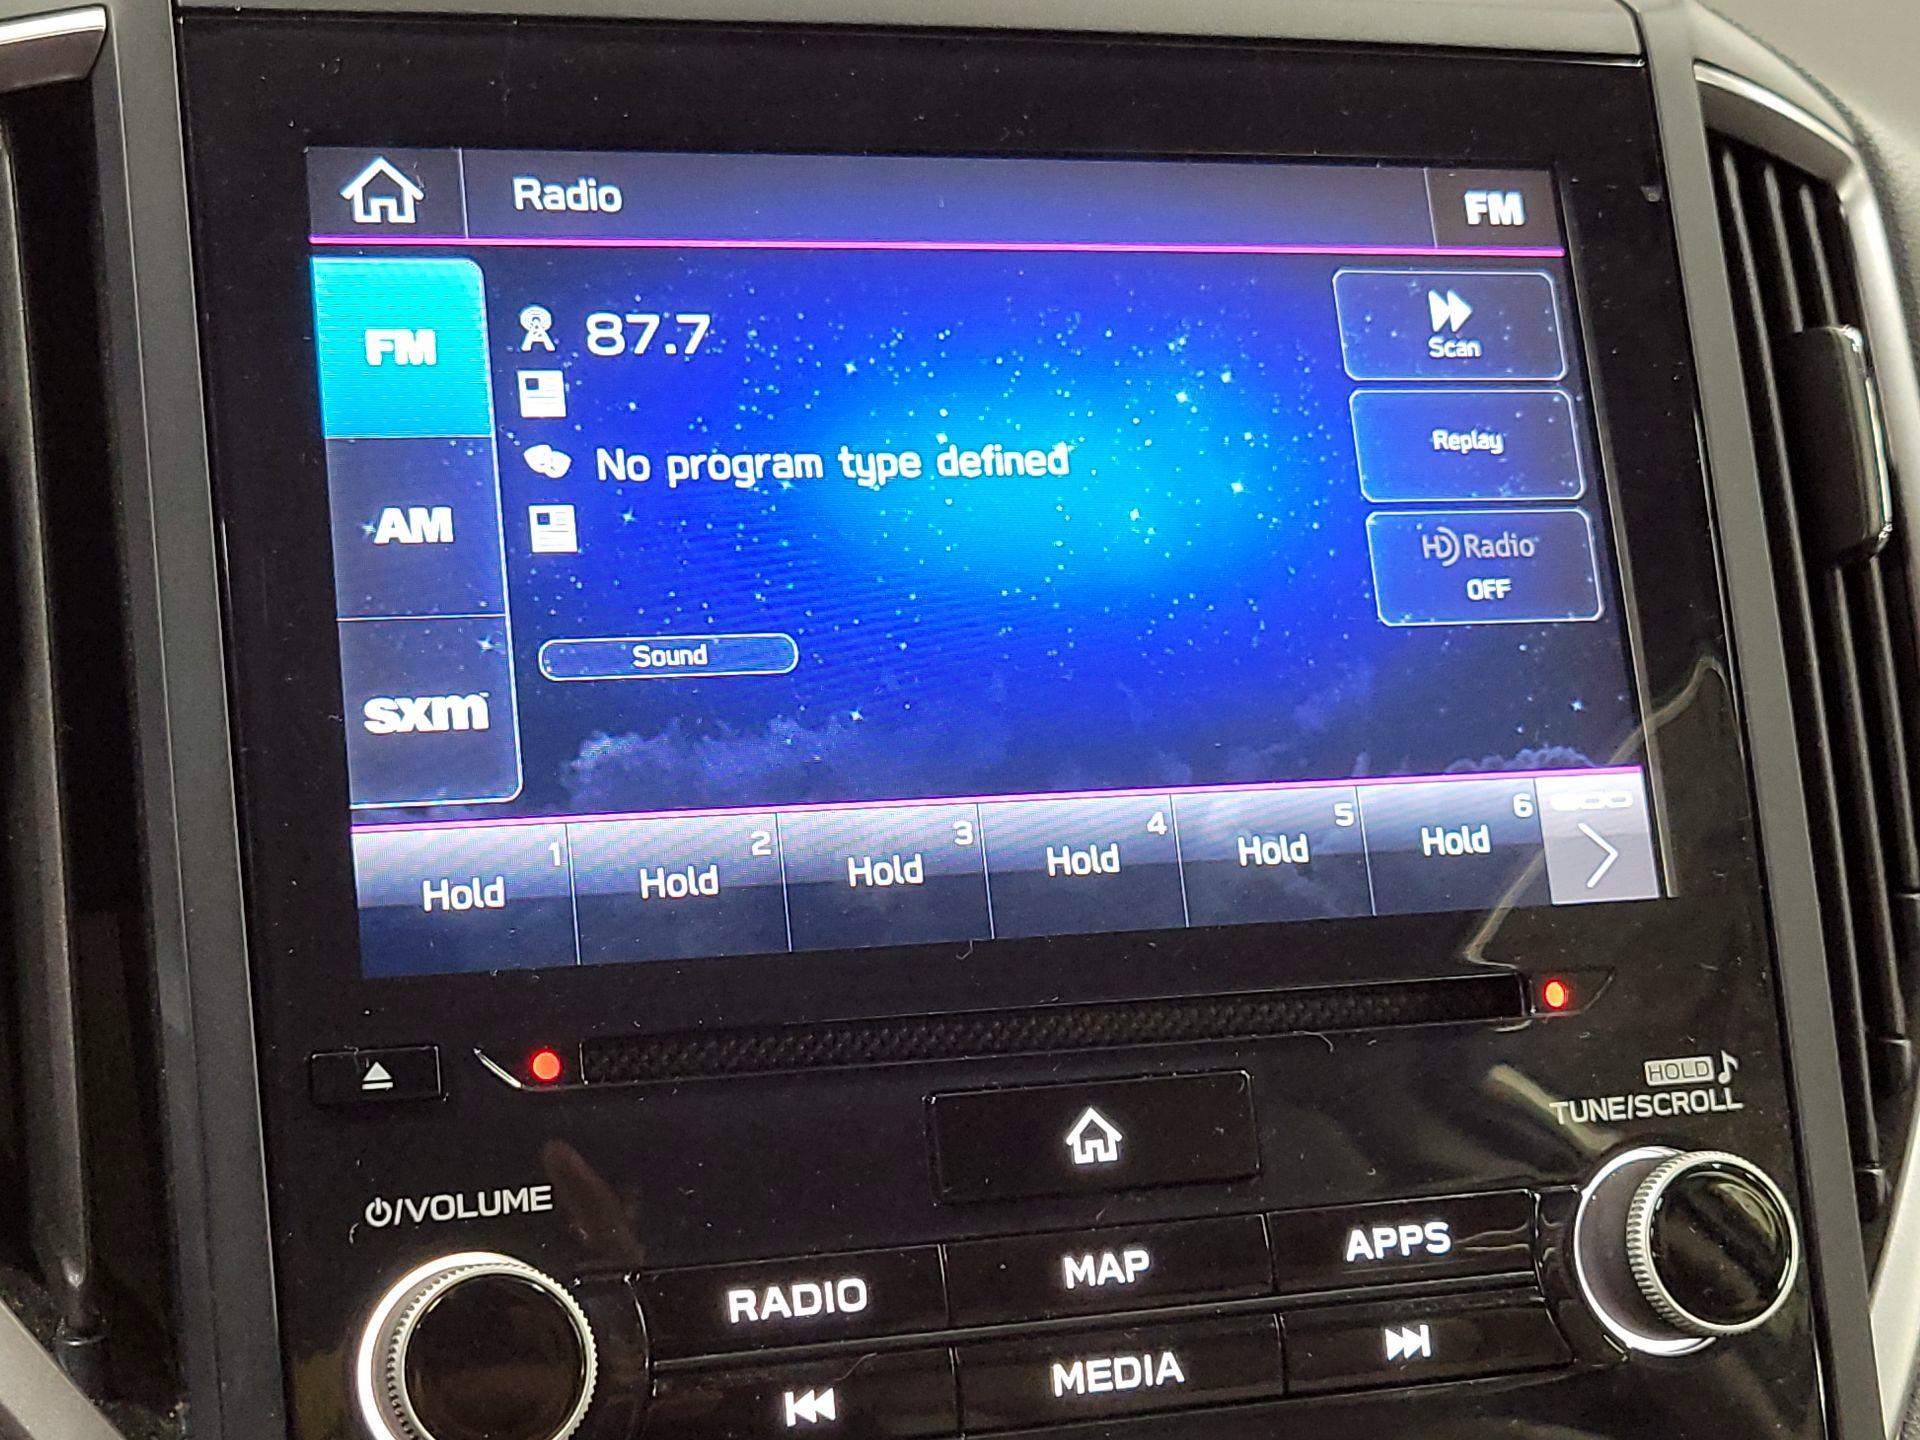 Radio
FM
FM
87.7
Scan
No program type defined
Replay
AM
HD Radio
OFF
Sound
sxm
1 2 3 4 5 6
Hold Hold Hold Hold Hold Hold
HOLD
TUNE/SCROLL
/VOLUME
RADIO MAP APPS
MEDIA